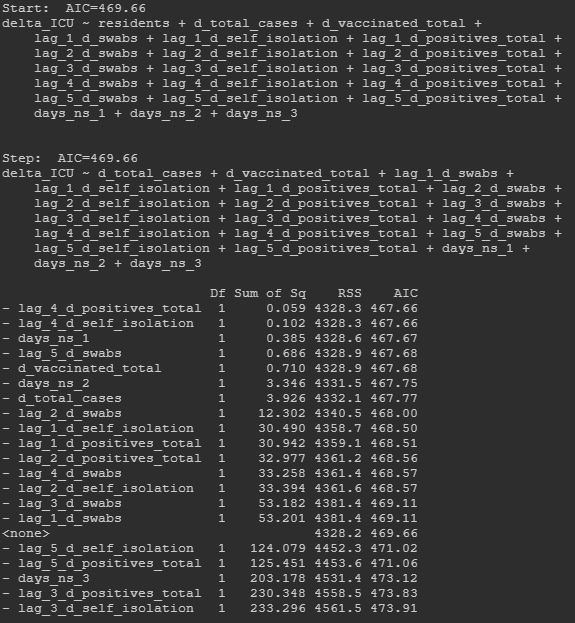 Start:  AIC=469.66
delta_ICU ~ residents + d_total_cases + d_vaccinated_total +
    lag_1_d_swabs + lag_1_d_self_isolation + lag_1_d_positives_total +
    lag_2_d_swabs + lag_2_d_self_isolation + lag_2_d_positives_total +
    lag_3_d_swabs + lag_3_d_self_isolation + lag_3_d_positives_total +
    lag_4_d_swabs + lag_4_d_self_isolation + lag_4_d_positives_total +
    lag_5_d_swabs + lag_5_d_self_isolation + lag_5_d_positives_total +
    days_ns_1 + days_ns_2 + days_ns_3
Step:  AIC=469.66
delta_ICU ~ d_total_cases + d_vaccinated_total + lag_1_d_swabs +
    lag_1_d_self_isolation + lag_1_d_positives_total + lag_2_d_swabs +
    lag_2_d_self_isolation + lag_2_d_positives_total + lag_3_d_swabs +
    lag_3_d_self_isolation + lag_3_d_positives_total + lag_4_d_swabs +
    lag_4_d_self_isolation + lag_4_d_positives_total + lag_5_d_swabs +
    lag_5_d_self_isolation + lag_5_d_positives_total + days_ns_1 +
    days_ns_2 + days_ns_3
                          Df Sum of Sq    RSS    AIC
- lag_4_d_positives_total  1     0.059 4328.3 467.66
- lag_4_d_self_isolation   1     0.102 4328.3 467.66
- days_ns_1                1     0.385 4328.6 467.67
- lag_5_d_swabs            1     0.686 4328.9 467.68
- d_vaccinated_total       1     0.710 4328.9 467.68
- days_ns_2                1     3.346 4331.5 467.75
- d_total_cases            1     3.926 4332.1 467.77
- lag_2_d_swabs            1    12.302 4340.5 468.00
- lag_1_d_self_isolation   1    30.490 4358.7 468.50
- lag_1_d_positives_total  1    30.942 4359.1 468.51
- lag_2_d_positives_total  1    32.977 4361.2 468.56
- lag_4_d_swabs            1    33.258 4361.4 468.57
- lag_2_d_self_isolation   1    33.394 4361.6 468.57
- lag_3_d_swabs            1    53.182 4381.4 469.11
- lag_1_d_swabs            1    53.201 4381.4 469.11
<none>                                 4328.2 469.66
- lag_5_d_self_isolation   1   124.079 4452.3 471.02
- lag_5_d_positives_total  1   125.451 4453.6 471.06
- days_ns_3                1   203.178 4531.4 473.12
- lag_3_d_positives_total  1   230.348 4558.5 473.83
- lag_3_d_self_isolation   1   233.296 4561.5 473.91